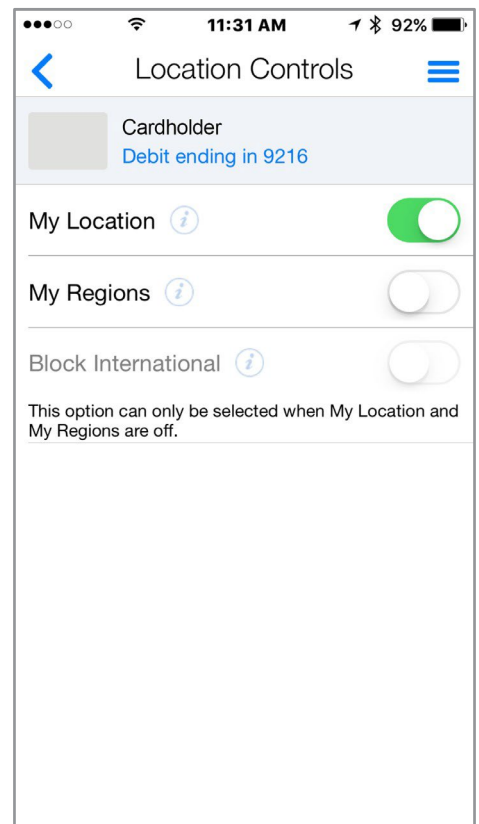 11:31 AM 92%
Location Controls
Cardholder
Debit ending in 9216
My Location i
My Regions i
Block International i
This option can only be selected when My Location and
My Regions are off.